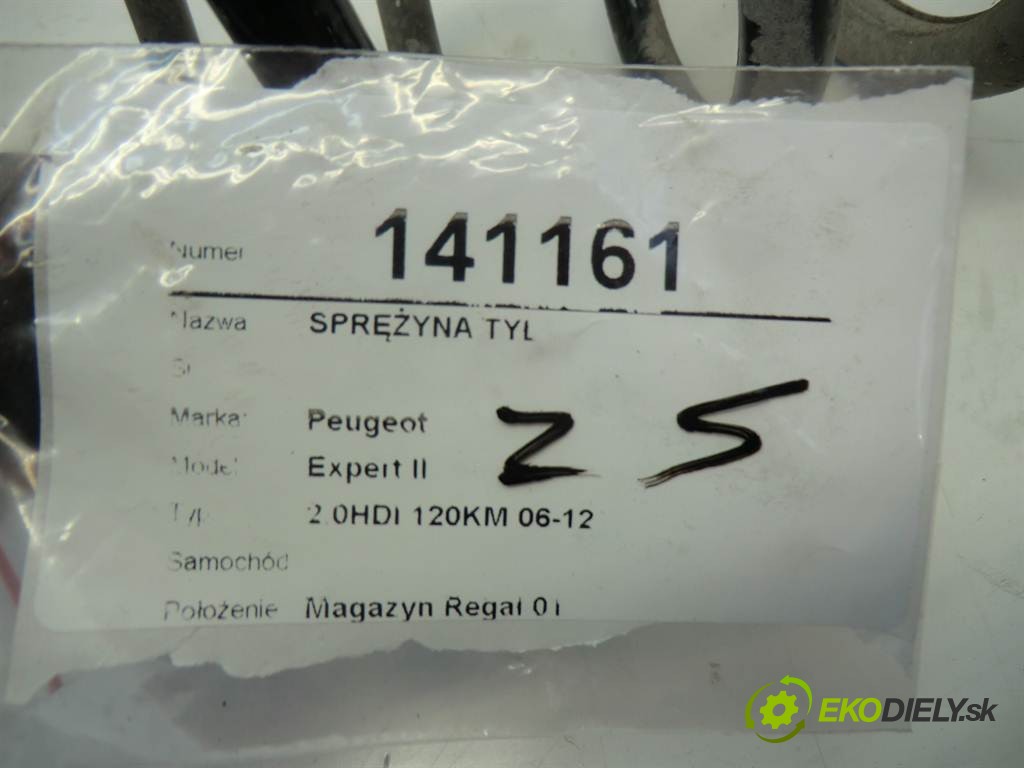 Numer 141161
Nazwa SPRĘŻYNA TYŁ
Marka: Peugeot
Model Expert II Z S
Typ 2.0HDI 120KM 06-12
Samochód
Położenie Magazyn Regał 01
EKODIELY.sk